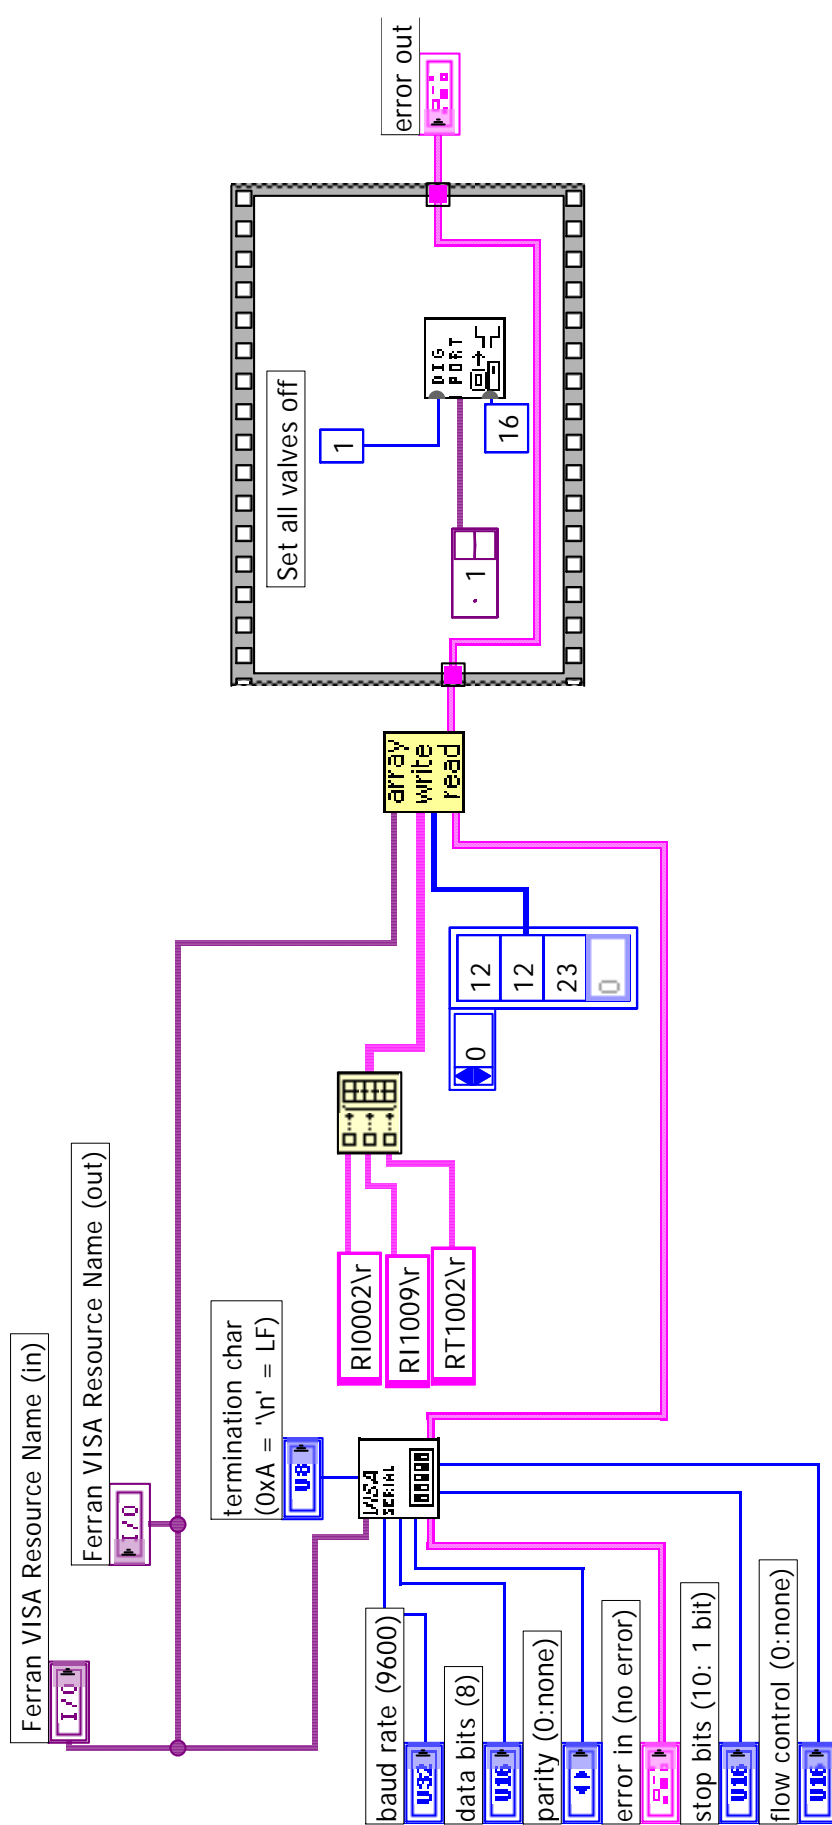 Ferran VISA Resource Name (in)
I/O
Ferran VISA Resource Name (out)
I/O
termination char
(0xA = '\n' = LF)
U8
VISA
SERIAL
baud rate (9600)
U32
data bits (8)
U16
parity (0:none)
error in (no error)
stop bits (10: 1 bit)
U16
flow control (0:none)
U16
RI0002\r
RI1009\r
RT1002\r
0
12
12
23
0
array
write
read
Set all valves off
1
1
16
DIG
PORT
error out